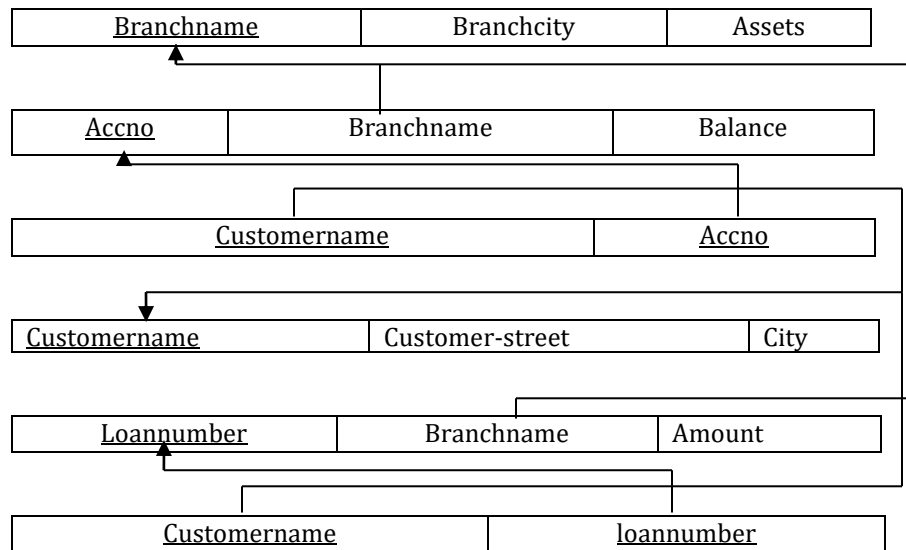 Branchname Branchcity Assets
Accno Branchname Balance
Customername Accno
Customername Customer-street City
Loannumber Branchname Amount
Customername loannumber